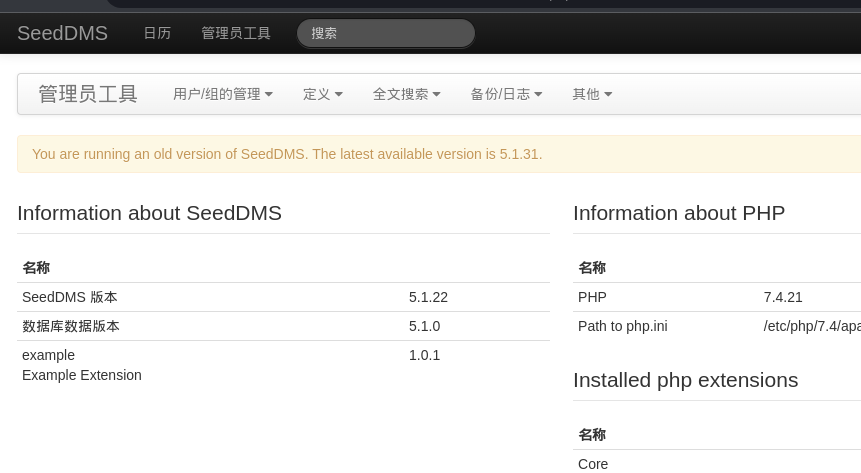 SeedDMS 日历 管理员工具 搜索
管理员工具 用户/组的管理 定义 全文搜索 备份/日志 其他
You are running an old version of SeedDMS. The latest available version is 5.1.31.
Information about SeedDMS
名称
SeedDMS 版本 5.1.22
数据库数据版本 5.1.0
example 1.0.1
Example Extension
Information about PHP
名称
PHP 7.4.21
Path to php.ini /etc/php/7.4/apa
Installed php extensions
名称
Core